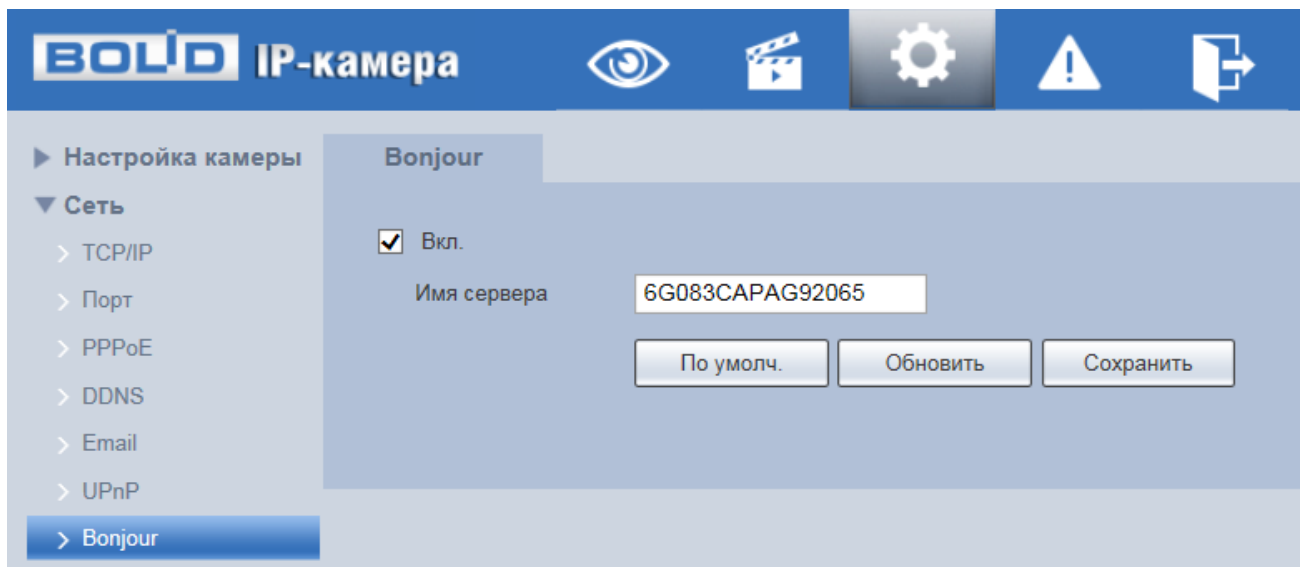 BOLID IP-камера
Настройка камеры
Bonjour
Сеть
TCP/IP
Вкл.
Порт
Имя сервера
6G083CAPAG92065
PPPoE
По умолч.
Обновить
Сохранить
DDNS
Email
UPnP
Bonjour